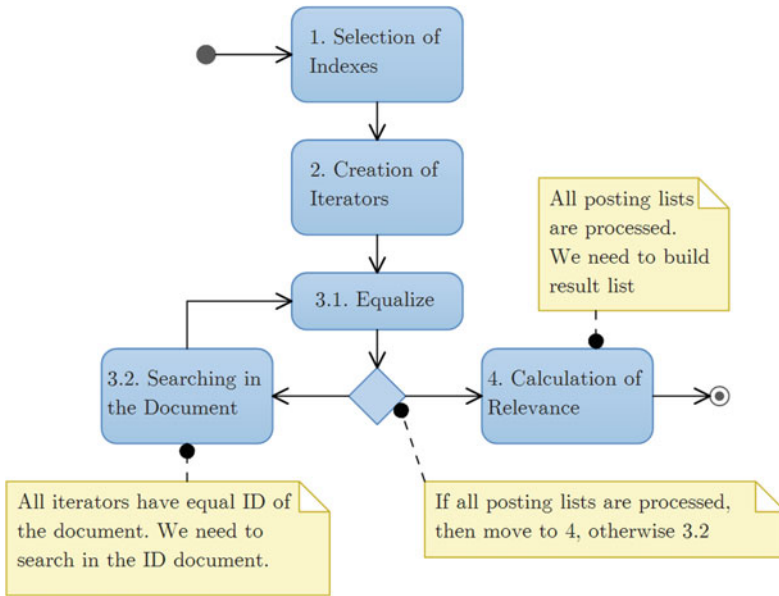 1. Selection of
Indexes
2. Creation of
Iterators
All posting lists
are processed.
We need to build
result list
3.1. Equalize
3.2. Searching in
the Document
4. Calculation of
Relevance
All iterators have equal ID of
the document. We need to
search in the ID document.
If all posting lists are processed,
then move to 4, otherwise 3.2